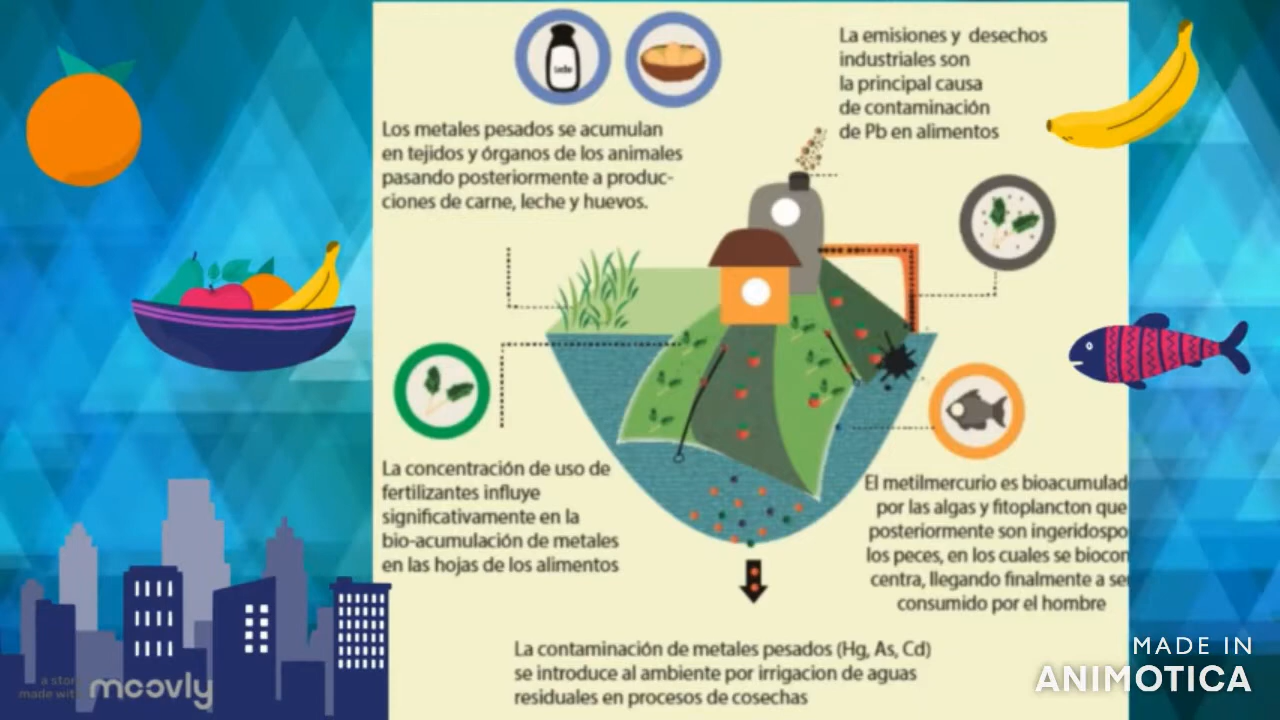 Leche
Los metales pesados se acumulan
en tejidos y órganos de los animales
pasando posteriormente a produc-
ciones de carne, leche y huevos.
La emisiones y desechos
industriales son
la principal causa
de contaminación
de Pb en alimentos
La concentración de uso de
fertilizantes influye
significativamente en la
bio-acumulación de metales
en las hojas de los alimentos
El metilmercurio es bioacumulad
por las algas y fitoplancton que
posteriormente son ingeridospo
los peces, en los cuales se biocon
centra, llegando finalmente a se
consumido por el hombre
La contaminación de metales pesados (Hg, As, Cd)
se introduce al ambiente por irrigacion de aguas
residuales en procesos de cosechas
a stor
made wit
moovly
MADE IN
ANIMOTICA